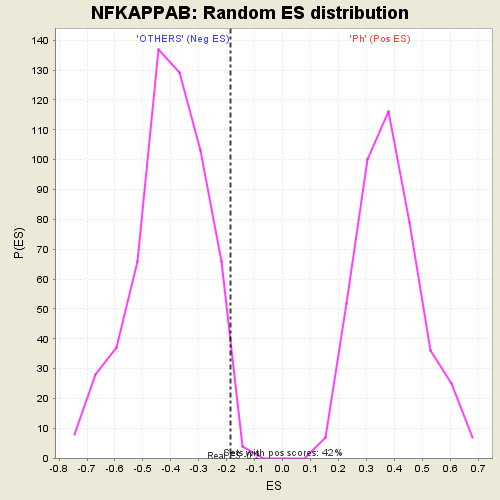 NFKAPPAB: Random ES distribution
'OTHERS' (Neg ES)
'Ph' (Pos ES)
P(ES)
140
130
120
110
100
90
80
70
60
50
40
30
20
10
0
Sets with pos scores: 42%
-0.8 -0.7 -0.6 -0.5 -0.4 -0.3 -0.2 -0.1 0.0 0.1 0.2 0.3 0.4 0.5 0.6 0.7
ES